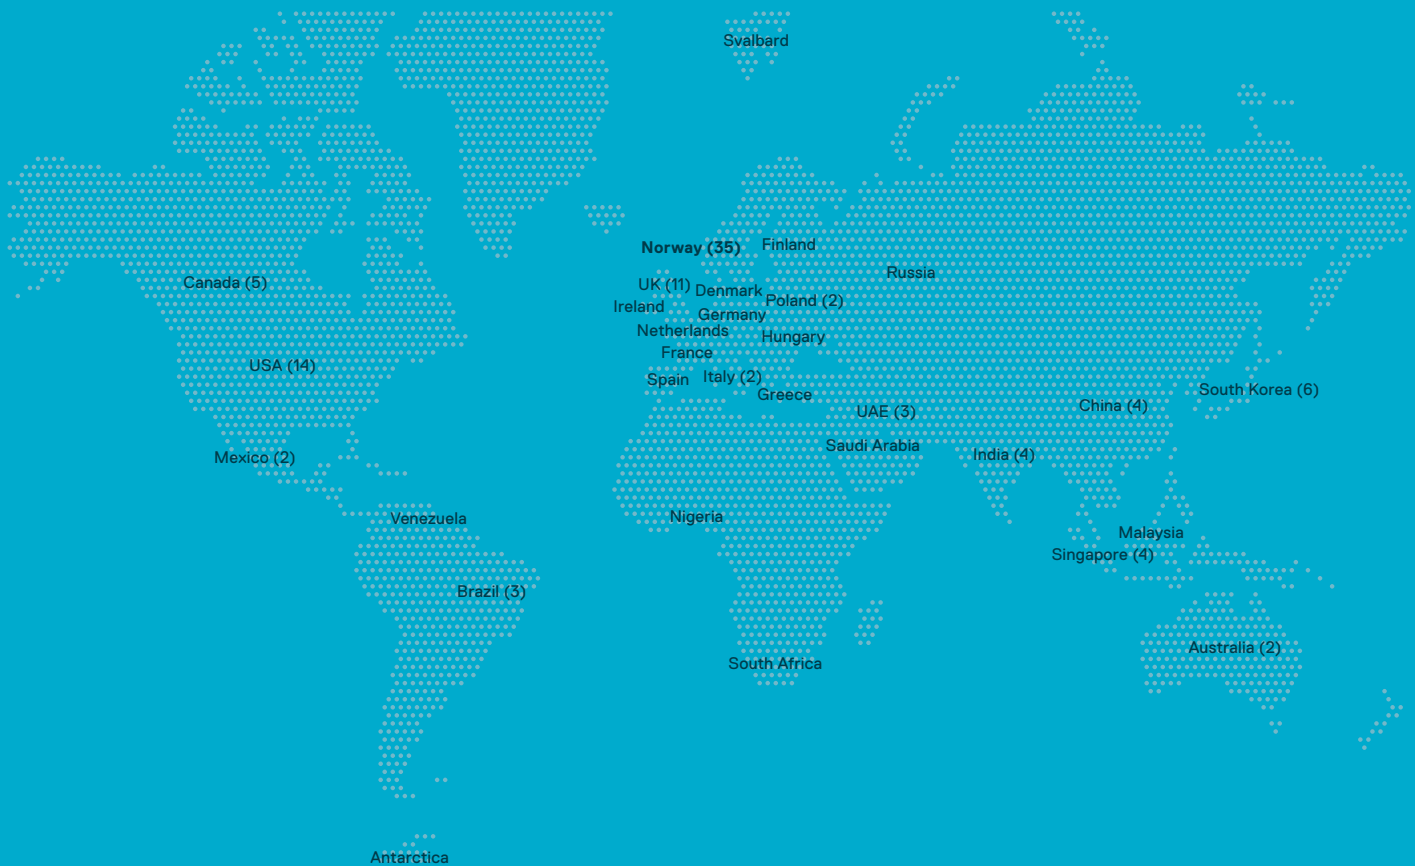 Svalbard
Norway (35)
Finland
Russia
Canada (5)
UK (11)
Denmark
Poland (2)
Ireland
Germany
Netherlands
Hungary
France
USA (14)
Italy (2)
Spain
Greece
South Korea (6)
China (4)
UAE (3)
Saudi Arabia
India (4)
Mexico (2)
Nigeria
Venezuela
Malaysia
Singapore (4)
Brazil (3)
Australia (2)
South Africa
Antarctica